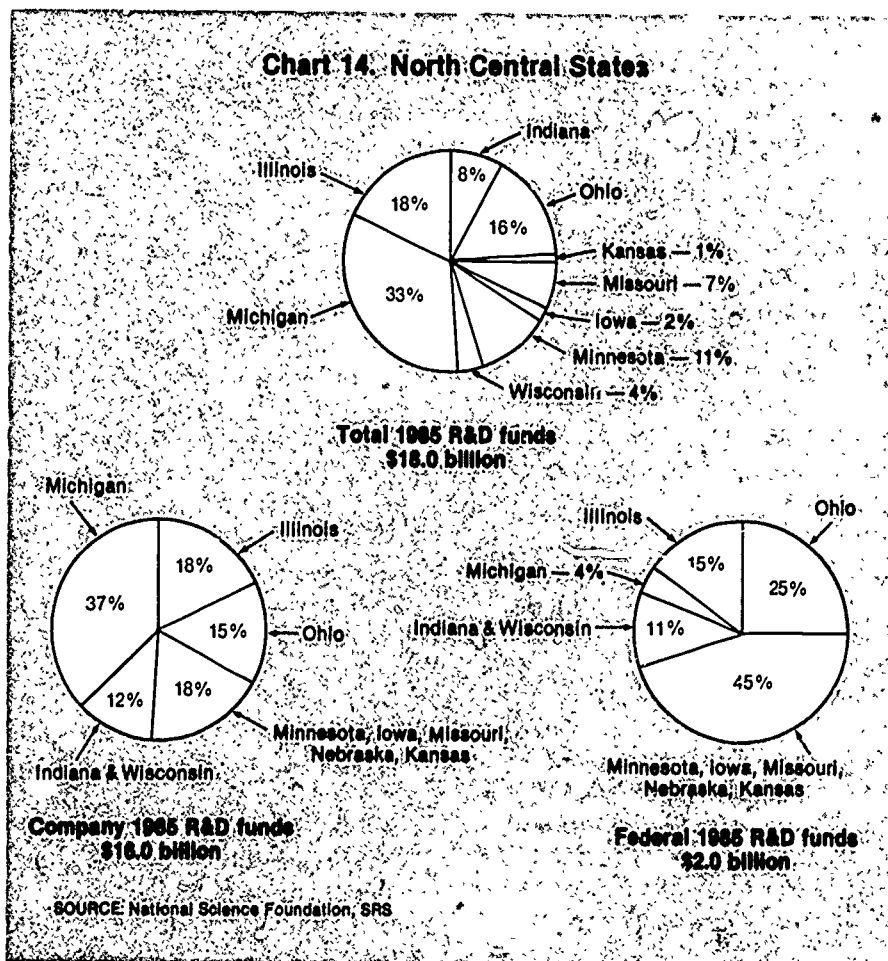 Chart 14. North Central States
Indiana
Illinois
8%
Ohio
18%
16%
Kansas — 1%
Missouri — 7%
33%
Michigan
Iowa — 2%
Minnesota — 11%
Wisconsin — 4%
Total 1985 R&D funds
$18.0 billion
Michigan
Illinois
18%
37%
15%
Ohio
12%
18%
Minnesota, Iowa, Missouri,
Nebraska, Kansas
Indiana & Wisconsin
Company 1985 R&D funds
$16.0 billion
Illinois
Ohio
15%
Michigan — 4%
25%
Indiana & Wisconsin
11%
45%
Minnesota, Iowa, Missouri,
Nebraska, Kansas
Federal 1985 R&D funds
$2.0 billion
SOURCE: National Science Foundation, SRS